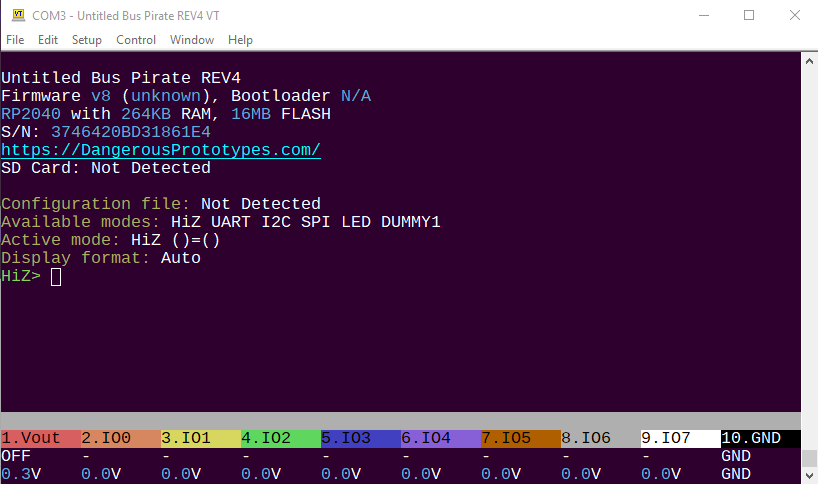 COM3 - Untitled Bus Pirate REV4 VT
File Edit Setup Control Window Help
Untitled Bus Pirate REV4
Firmware v8 (unknown), Bootloader N/A
RP2040 with 264KB RAM, 16MB FLASH
S/N: 3746420BD31861E4
https://DangerousPrototypes.com/
SD Card: Not Detected
Configuration file: Not Detected
Available modes: HiZ UART I2C SPI LED DUMMY1
Active mode: HiZ ()=()
Display format: Auto
HiZ>
1.Vout 2.IO0 3.IO1 4.IO2 5.IO3 6.IO4 7.IO5 8.IO6 9.IO7 10.GND
OFF - - - - - - - - GND
0.3V 0.0V 0.0V 0.0V 0.0V 0.0V 0.0V 0.0V 0.0V GND